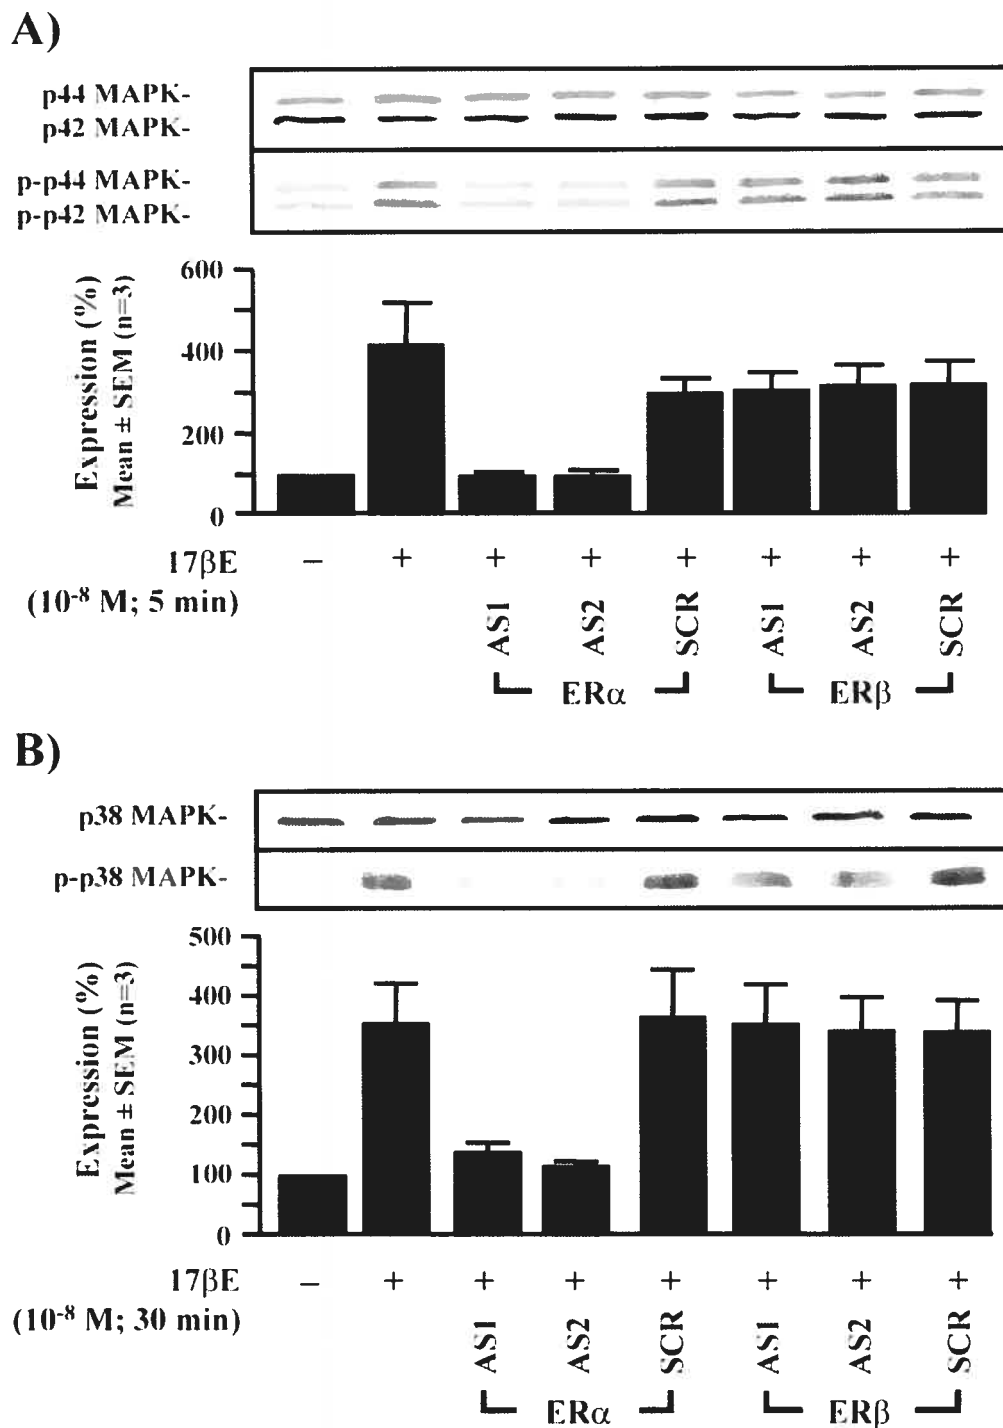 A)
p44 MAPK-
p42 MAPK-
p-p44 MAPK-
p-p42 MAPK-
Expression (%)
Mean ± SEM (n=3)
600
400
200
0
17βE – + + + + + + +
(10⁻⁸ M; 5 min)
AS1 AS2 SCR AS1 AS2 SCR
ERα ERβ
B)
p38 MAPK-
p-p38 MAPK-
Expression (%)
Mean ± SEM (n=3)
500
400
300
200
100
0
17βE – + + + + + + +
(10⁻⁸ M; 30 min)
AS1 AS2 SCR AS1 AS2 SCR
ERα ERβ